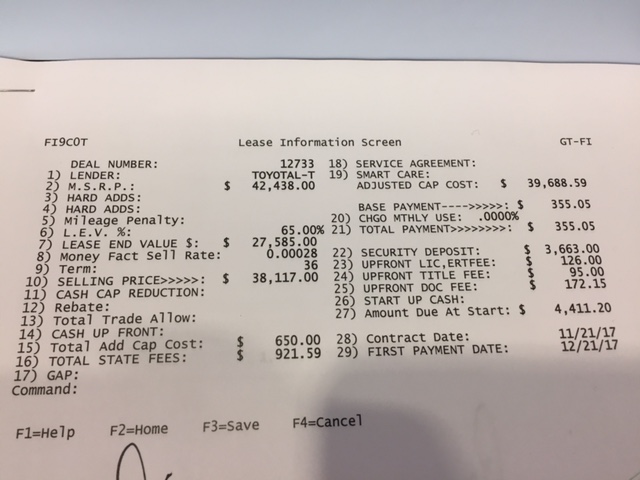 FI9C0T Lease Information Screen GT-FI
DEAL NUMBER: 12733
1) LENDER: TOYOTAL-T
2) M.S.R.P.: $ 42,438.00
3) HARD ADDS:
4) HARD ADDS:
5) Mileage Penalty:
6) L.E.V. %: 65.00%
7) LEASE END VALUE $: $ 27,585.00
8) Money Fact Sell Rate: 0.00028
9) Term: 36
10) SELLING PRICE>>>>>: $ 38,117.00
11) CASH CAP REDUCTION:
12) Rebate:
13) Total Trade Allow:
14) CASH UP FRONT:
15) Total Add Cap Cost: $ 650.00
16) TOTAL STATE FEES: $ 921.59
17) GAP:
Command:
18) SERVICE AGREEMENT:
19) SMART CARE:
ADJUSTED CAP COST: $ 39,688.59
BASE PAYMENT---->>>>>: $ 355.05
20) CHGO MTHLY USE: .0000%
21) TOTAL PAYMENT>>>>>>>>: $ 355.05
22) SECURITY DEPOSIT: $ 3,663.00
23) UPFRONT LIC,ERTFEE: $ 126.00
24) UPFRONT TITLE FEE: $ 95.00
25) UPFRONT DOC FEE: $ 172.15
26) START UP CASH:
27) Amount Due At Start: $ 4,411.20
28) Contract Date: 11/21/17
29) FIRST PAYMENT DATE: 12/21/17
F1=Help F2=Home F3=Save F4=Cancel